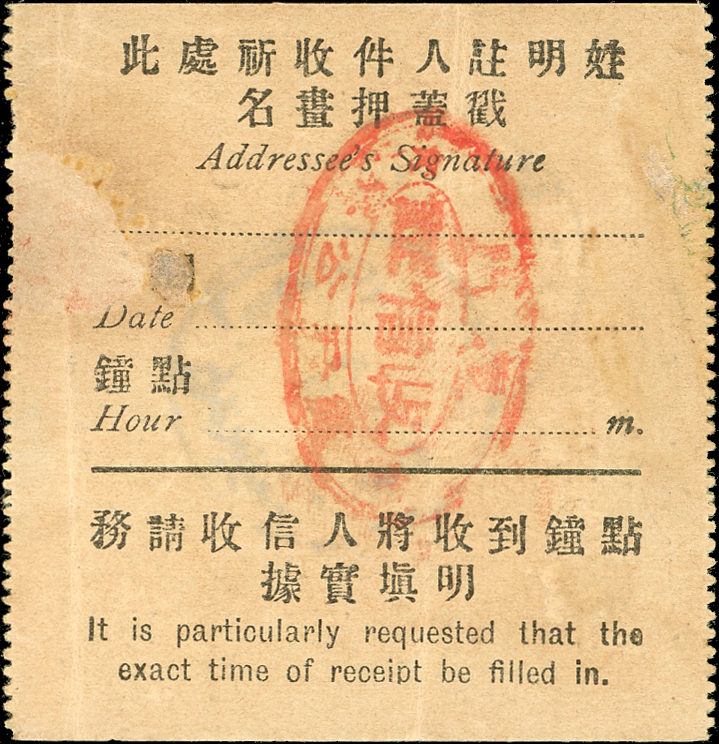 此處祈收件人註明姓
名畫押蓋戳
Addressee's Signature
Date
鐘點
Hour m.
務請收信人將收到鐘點
據實填明
It is particularly requested that the
exact time of receipt be filled in.